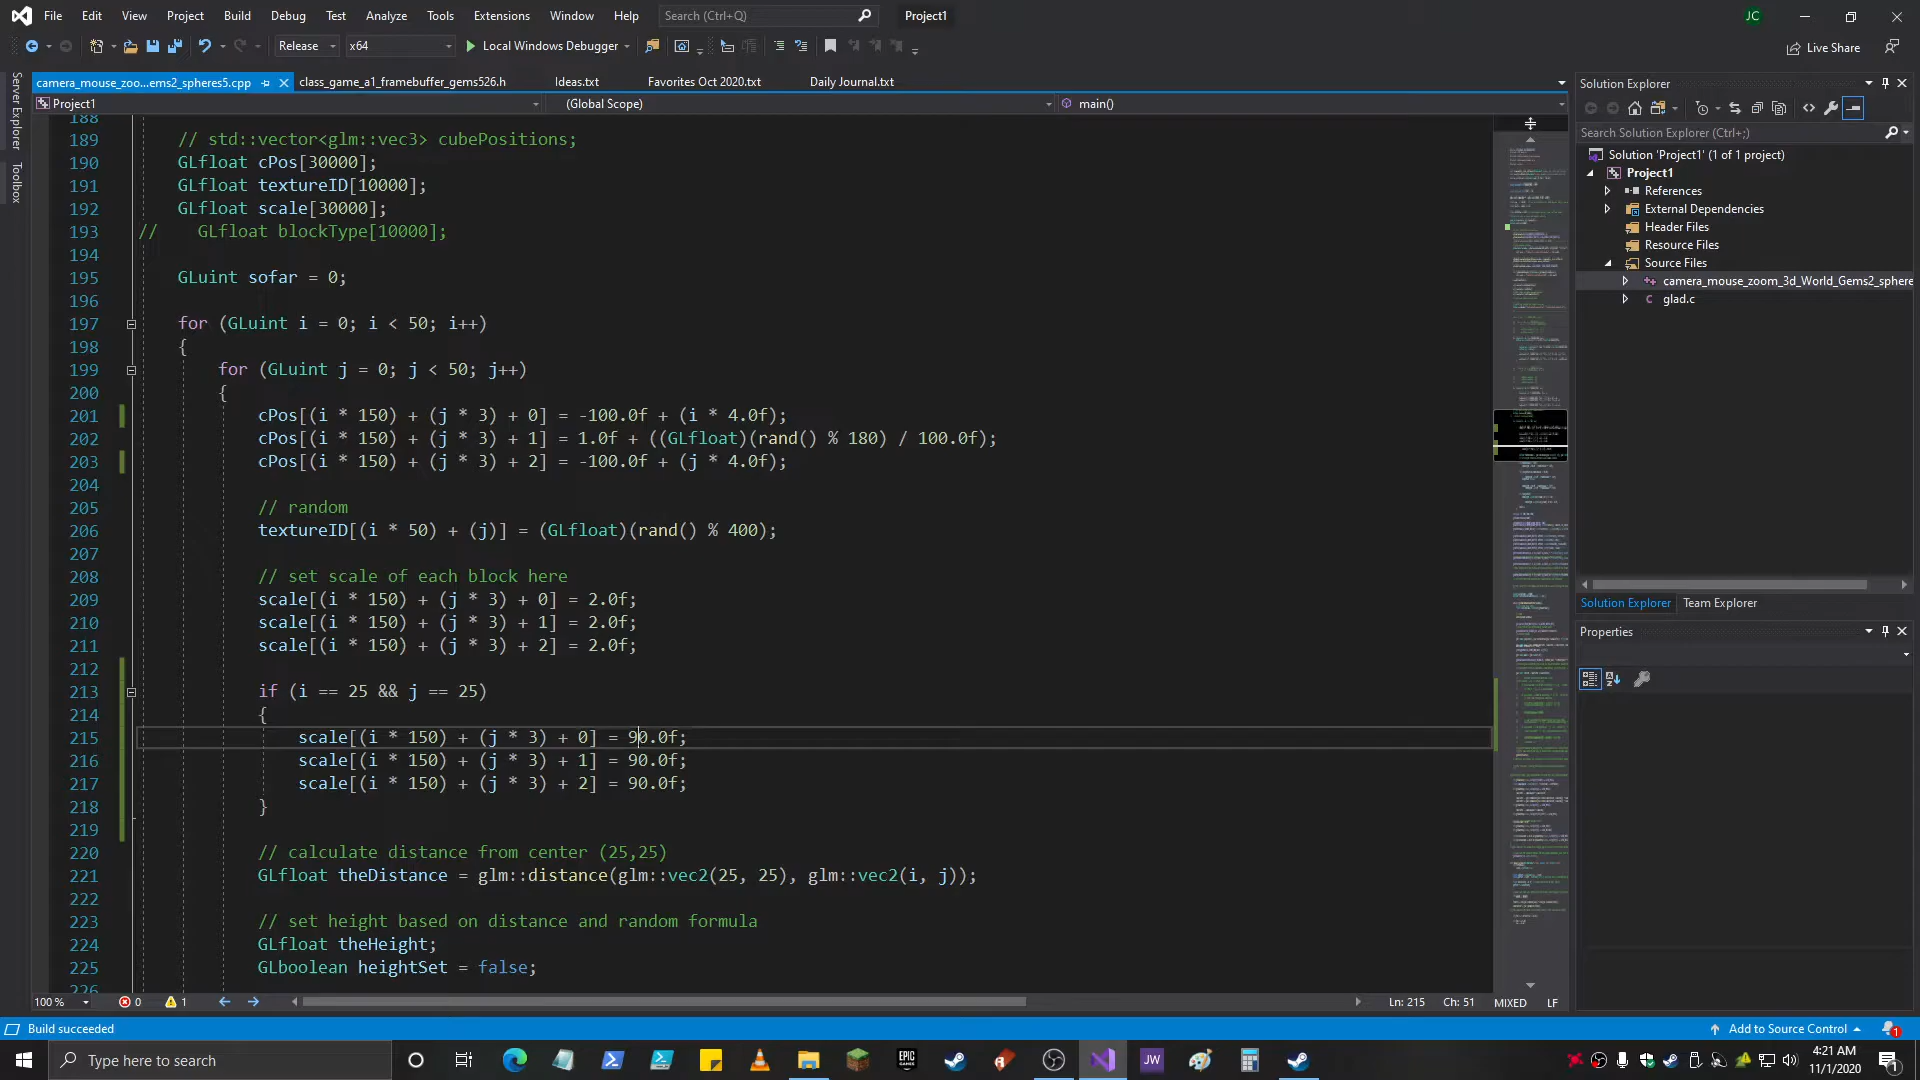 File Edit View Project Build Debug Test Analyze Tools Extensions Window Help Search (Ctrl+Q) Project1 JC
Release x64 Local Windows Debugger Live Share
camera_mouse_zoo...ems2_spheres5.cpp class_game_a1_framebuffer_gems526.h Ideas.txt Favorites Oct 2020.txt Daily Journal.txt
Project1 (Global Scope) main()
Server Explorer
Toolbox
188
189 // std::vector<glm::vec3> cubePositions;
190 GLfloat cPos[30000];
191 GLfloat textureID[10000];
192 GLfloat scale[30000];
193 // GLfloat blockType[10000];
194
195 GLuint sofar = 0;
196
197 for (GLuint i = 0; i < 50; i++)
198 {
199 for (GLuint j = 0; j < 50; j++)
200 {
201 cPos[(i * 150) + (j * 3) + 0] = -100.0f + (i * 4.0f);
202 cPos[(i * 150) + (j * 3) + 1] = 1.0f + ((GLfloat)(rand() % 180) / 100.0f);
203 cPos[(i * 150) + (j * 3) + 2] = -100.0f + (j * 4.0f);
204
205 // random
206 textureID[(i * 50) + (j)] = (GLfloat)(rand() % 400);
207
208 // set scale of each block here
209 scale[(i * 150) + (j * 3) + 0] = 2.0f;
210 scale[(i * 150) + (j * 3) + 1] = 2.0f;
211 scale[(i * 150) + (j * 3) + 2] = 2.0f;
212
213 if (i == 25 && j == 25)
214 {
215 scale[(i * 150) + (j * 3) + 0] = 90.0f;
216 scale[(i * 150) + (j * 3) + 1] = 90.0f;
217 scale[(i * 150) + (j * 3) + 2] = 90.0f;
218 }
219
220 // calculate distance from center (25,25)
221 GLfloat theDistance = glm::distance(glm::vec2(25, 25), glm::vec2(i, j));
222
223 // set height based on distance and random formula
224 GLfloat theHeight;
225 GLboolean heightSet = false;
226
100 % 0 1 Ln: 215 Ch: 51 MIXED LF
Solution Explorer
Search Solution Explorer (Ctrl+;)
Solution 'Project1' (1 of 1 project)
Project1
References
External Dependencies
Header Files
Resource Files
Source Files
camera_mouse_zoom_3d_World_Gems2_sphere
glad.c
Solution Explorer Team Explorer
Properties
Build succeeded Add to Source Control 1
Type here to search EPIC GAMES JW 4:21 AM
11/1/2020 1